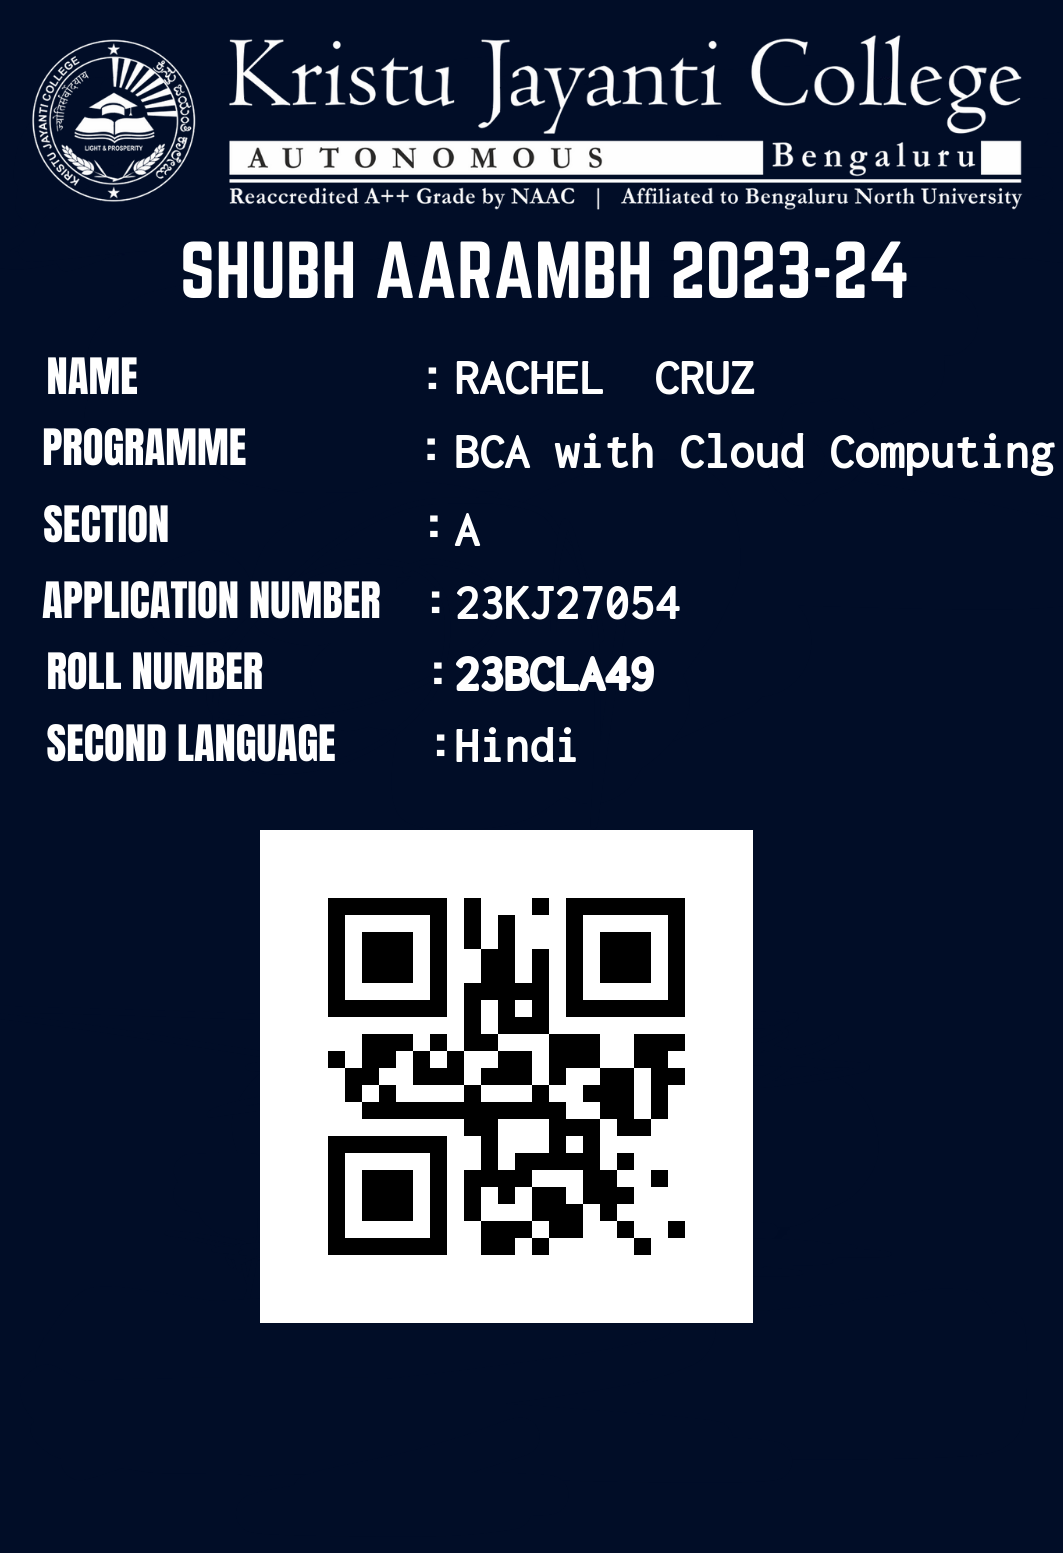 KRISTU JAYANTI COLLEGE
ಕ್ರಿಸ್ತು ಜಯಂತಿ ಕಾಲೇಜು
LIGHT & PROSPERITY
Kristu Jayanti College
AUTONOMOUS Bengaluru
Reaccredited A++ Grade by NAAC | Affiliated to Bengaluru North University
SHUBH AARAMBH 2023-24
NAME : RACHEL CRUZ
PROGRAMME : BCA with Cloud Computing
SECTION : A
APPLICATION NUMBER : 23KJ27054
ROLL NUMBER : 23BCLA49
SECOND LANGUAGE : Hindi